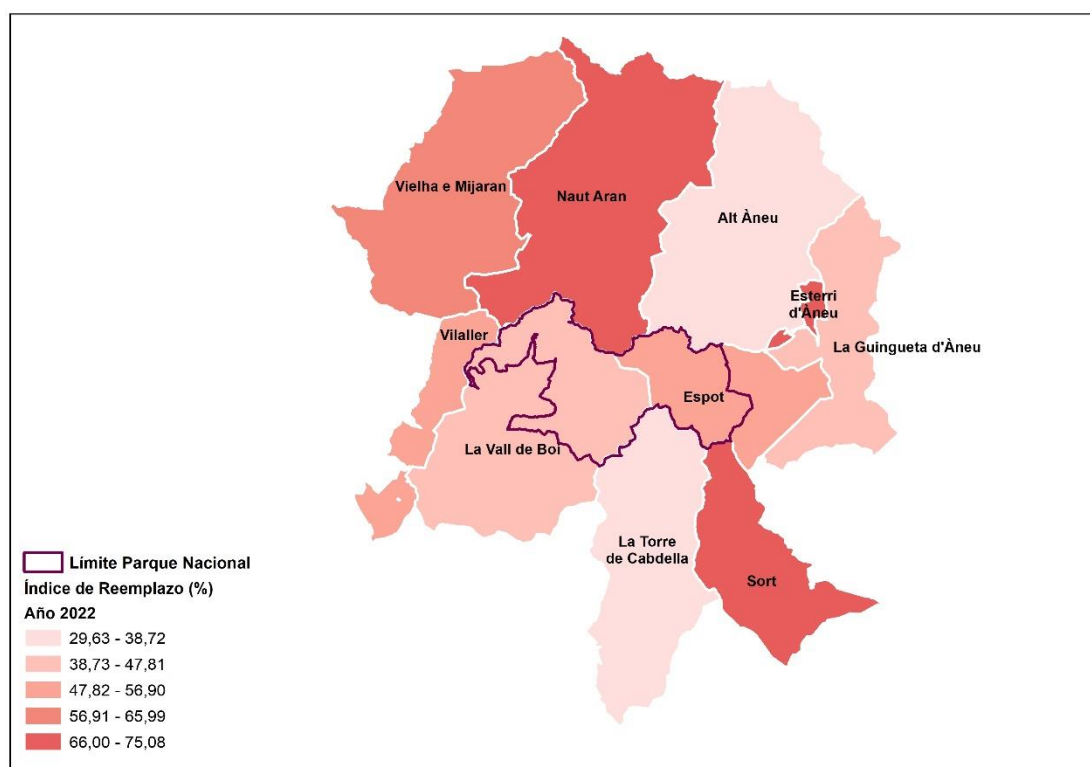 Vielha e Mijaran
Naut Aran
Alt Àneu
Esterri
d'Àneu
Vilaller
La Guingueta d'Àneu
Espot
La Vall de Boí
La Torre
de Cabdella
Sort
Límite Parque Nacional
Índice de Reemplazo (%)
Año 2022
29,63 - 38,72
38,73 - 47,81
47,82 - 56,90
56,91 - 65,99
66,00 - 75,08